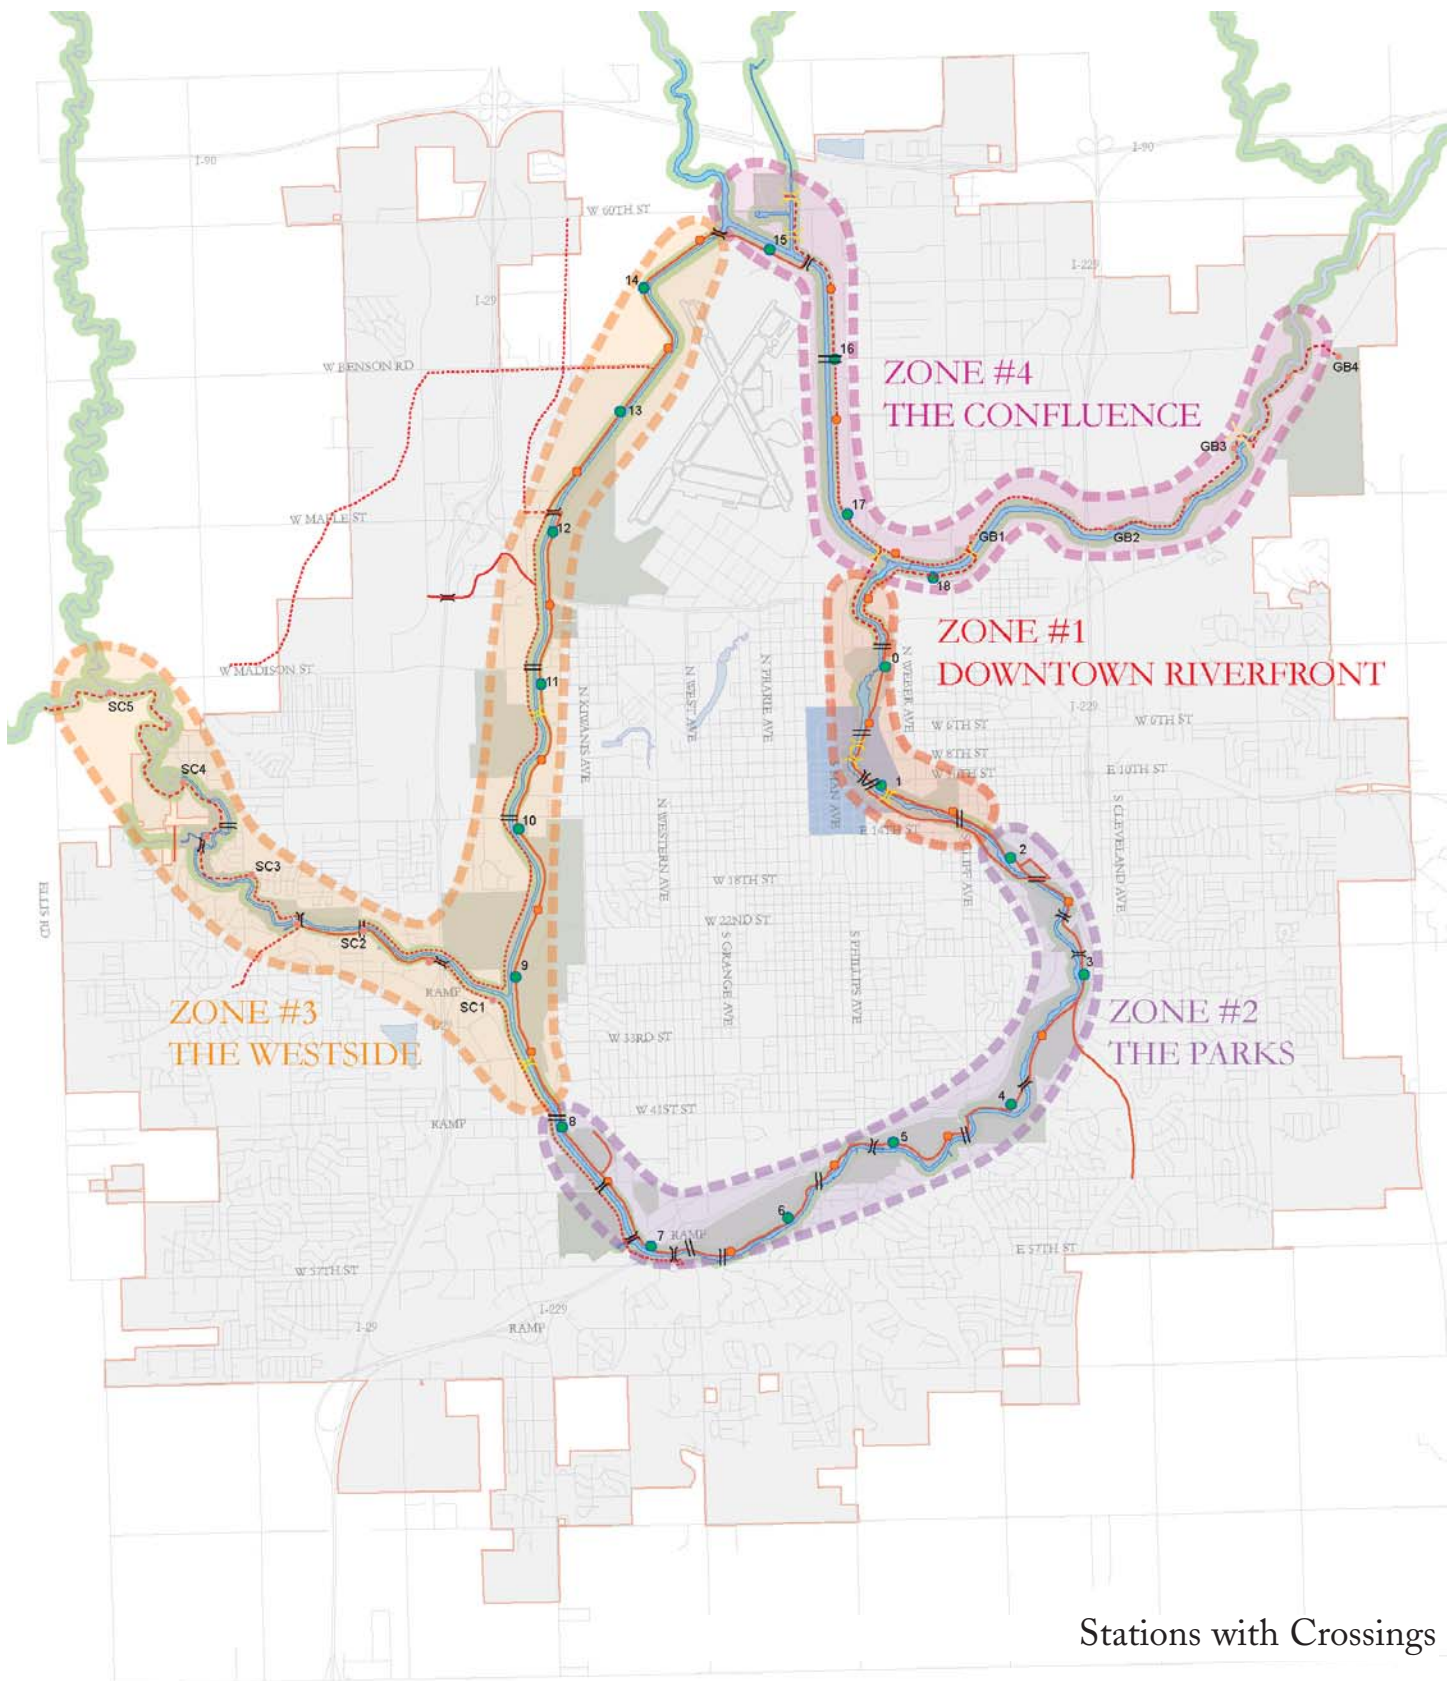 I-90
I-90
W 60TH ST
15
I-229
14
I-29
16
W BENSON RD
ZONE #4
THE CONFLUENCE
GB4
13
GB3
17
W MAPLE ST
12
GB1
GB2
18
ZONE #1
DOWNTOWN RIVERFRONT
0
N WEBER AVE
W MADISON ST
N WEST AVE
N PRARIE AVE
11
N KIWANIS AVE
SC5
I-229
W 6TH ST
W 6TH ST
W 8TH ST
W 10TH ST
E 10TH ST
SC4
1
N WESTERN AVE
S CLEVELAND AVE
10
E 14TH ST
2
CLIFF AVE
SC3
W 18TH ST
ELLIS RD
W 22ND ST
S GRANGE AVE
S PHILLIPS AVE
SC2
3
9
RAMP
SC1
ZONE #3
THE WESTSIDE
ZONE #2
THE PARKS
I-29
W 33RD ST
4
W 41ST ST
RAMP
8
5
6
7
RAMP
E 57TH ST
W 57TH ST
I-229
I-29
RAMP
Stations with Crossings